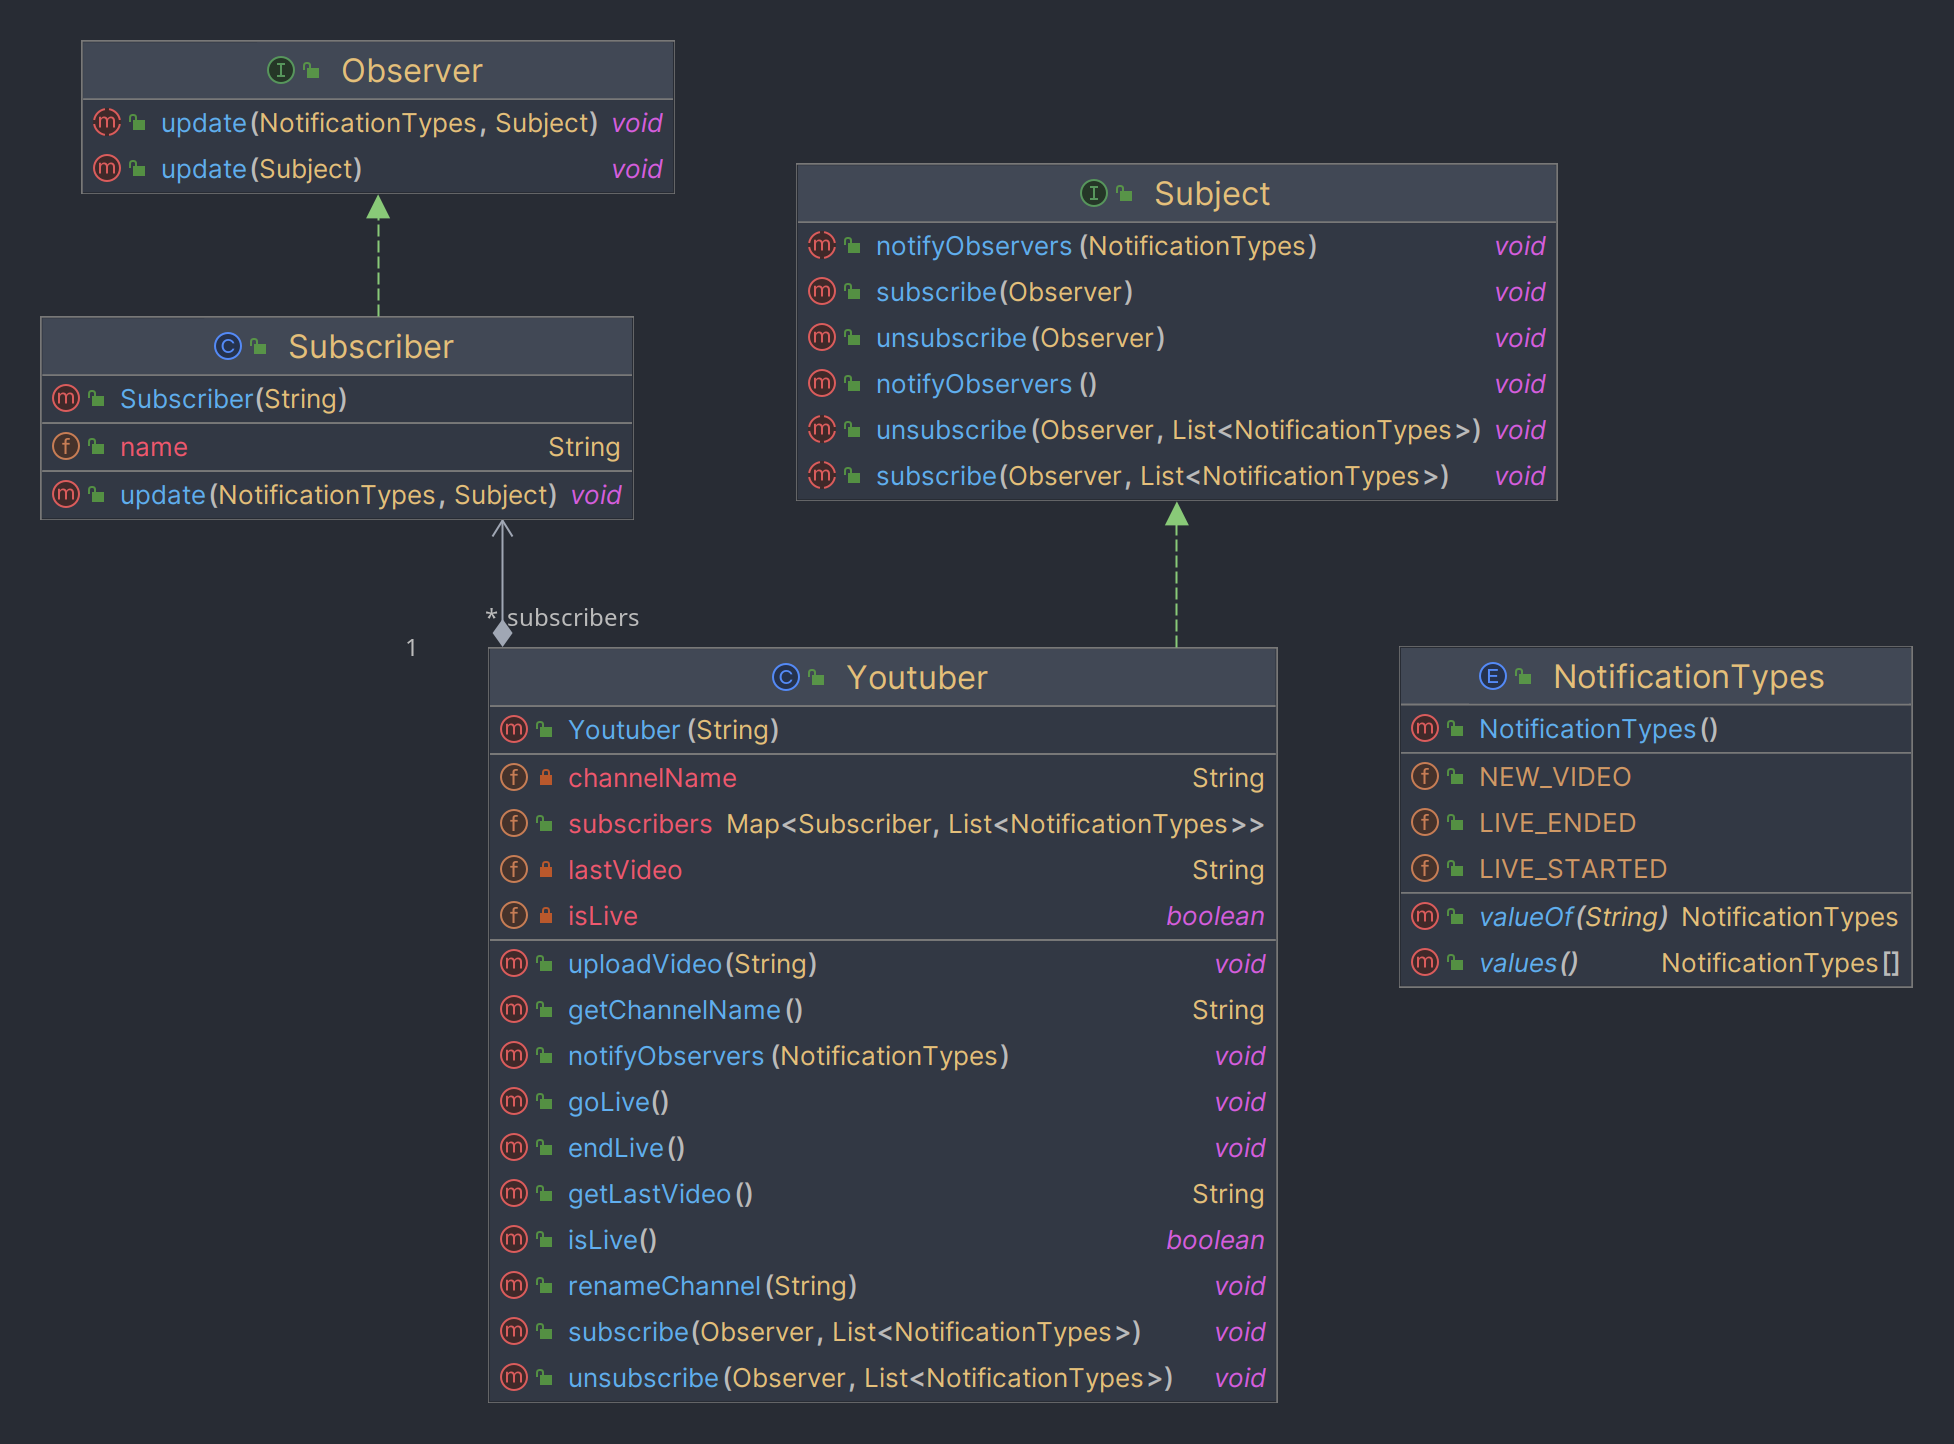 Observer
update(NotificationTypes, Subject) void
update(Subject) void
Subject
notifyObservers(NotificationTypes) void
subscribe(Observer) void
unsubscribe(Observer) void
notifyObservers() void
unsubscribe(Observer, List<NotificationTypes>) void
subscribe(Observer, List<NotificationTypes>) void
Subscriber
Subscriber(String)
name String
update(NotificationTypes, Subject) void
* subscribers
1
Youtuber
Youtuber(String)
channelName String
subscribers Map<Subscriber, List<NotificationTypes>>
lastVideo String
isLive boolean
uploadVideo(String) void
getChannelName() String
notifyObservers(NotificationTypes) void
goLive() void
endLive() void
getLastVideo() String
isLive() boolean
renameChannel(String) void
subscribe(Observer, List<NotificationTypes>) void
unsubscribe(Observer, List<NotificationTypes>) void
NotificationTypes
NotificationTypes()
NEW_VIDEO
LIVE_ENDED
LIVE_STARTED
valueOf(String) NotificationTypes
values() NotificationTypes[]